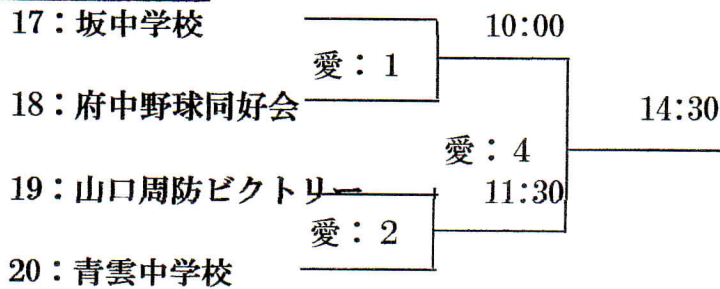 17：坂中学校
10:00
愛：1
18：府中野球同好会
14:30
愛：4
19：山口周防ビクトリー
11:30
愛：2
20：青雲中学校